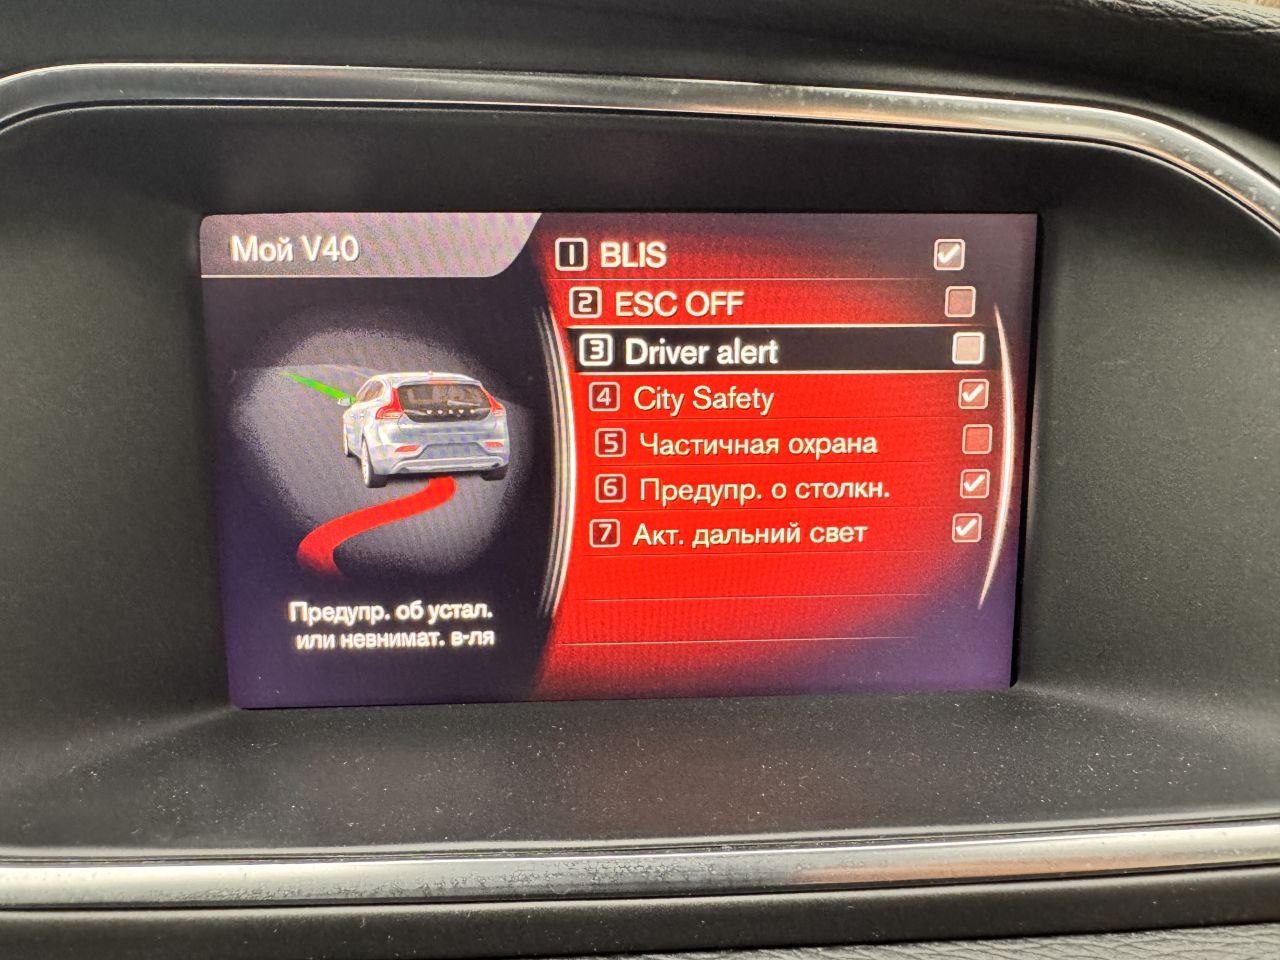 Мой V40
1 BLIS
2 ESC OFF
3 Driver alert
4 City Safety
5 Частичная охрана
6 Предупр. о столкн.
7 Акт. дальний свет
VOLVO
Предупр. об устал.
или невнимат. в-ля